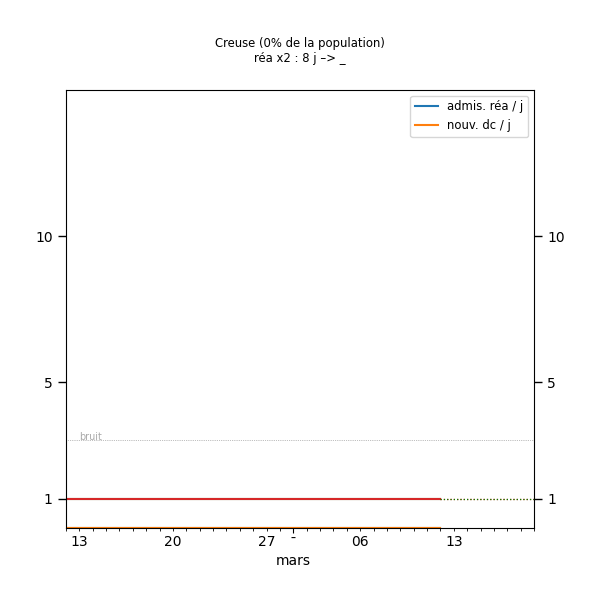 Creuse (0% de la population)
réa x2 : 8 j –> _
admis. réa / j
nouv. dc / j
10 10
5 5
bruit
1 1
13 20 27 - 06 13
mars